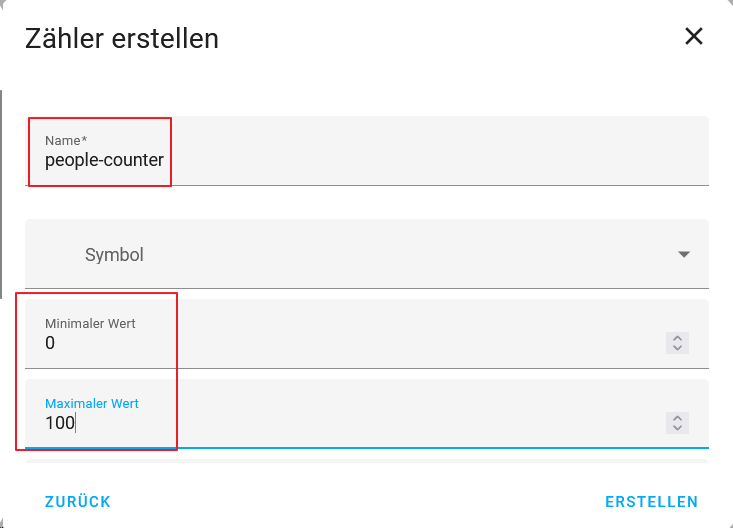 Zähler erstellen
Name*
people-counter
Symbol
Minimaler Wert
0
Maximaler Wert
100
ZURÜCK
ERSTELLEN